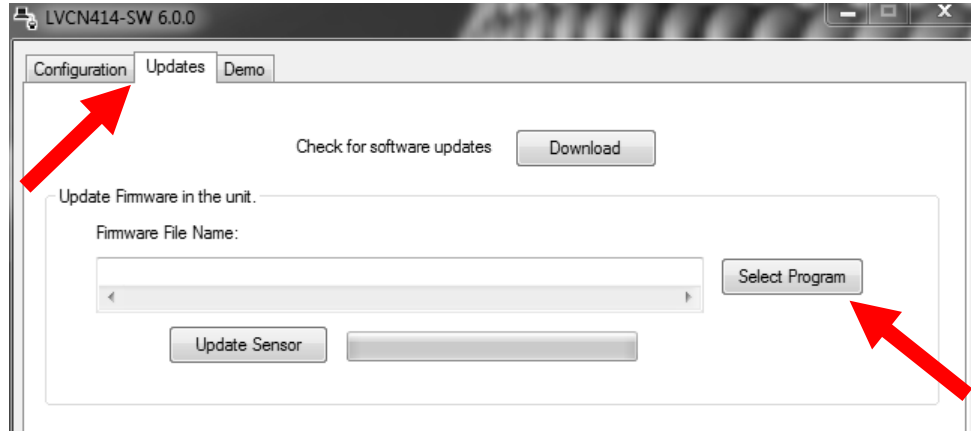 LVCN414-SW 6.0.0
Configuration Updates Demo
Check for software updates Download
Update Firmware in the unit.
Firmware File Name:
Select Program
Update Sensor